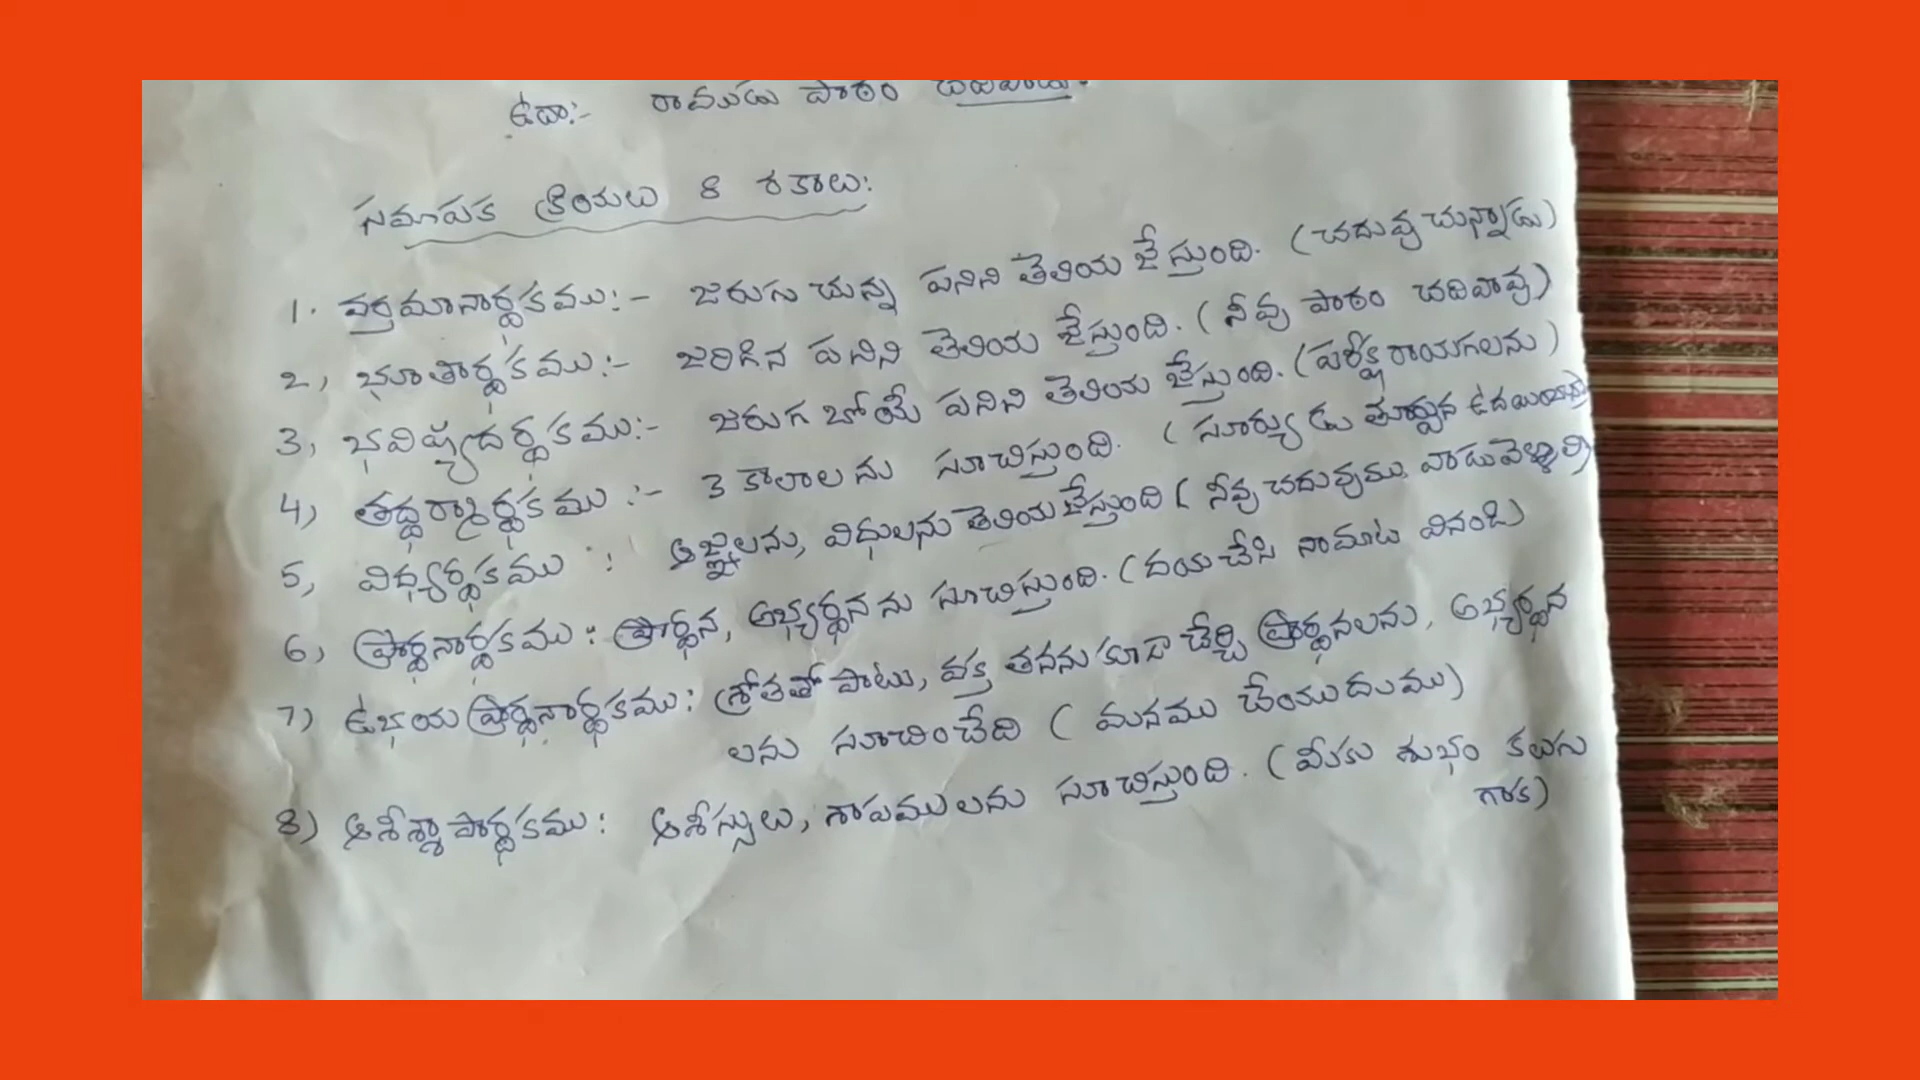 ఉదా:- రాముడు పాఠం
సమాపక క్రియలు 8 రకాలు:
1. వర్తమానార్థకము:- జరుగు చున్న పనిని తెలియ జేస్తుంది. (చదువు చున్నాడు)
2, భూతార్థకము:- జరిగిన పనిని తెలియ జేస్తుంది. (నీవు పాఠం చదివావు)
3, భవిష్యదర్థకము:- జరుగ బోయే పనిని తెలియ జేస్తుంది. (పరీక్ష రాయగలను)
4) తద్ధర్మార్థకము:- 3 కాలాలను సూచిస్తుంది. (సూర్యుడు తూర్పున
5, విధ్యర్థకము: ఆజ్ఞలను, విధులను తెలియజేస్తుంది (నీవు చదువుము, వాడు వెళ్ళాలి)
6, ప్రార్థనార్థకము: ప్రార్థన, అభ్యర్థనను సూచిస్తుంది. (దయచేసి నామాట వినండి)
7) ఉభయ ప్రార్థనార్థకము: శ్రోతతో పాటు, వక్త తనను కూడా చేర్చి ప్రార్థనలను, అభ్యర్థన
లను సూచించేది (మనము చేయుదుము)
8) ఆశీశ్శాపార్థకము: ఆశీస్సులు, శాపములను సూచిస్తుంది. (మీకు శుభం కలుగు
గాక)